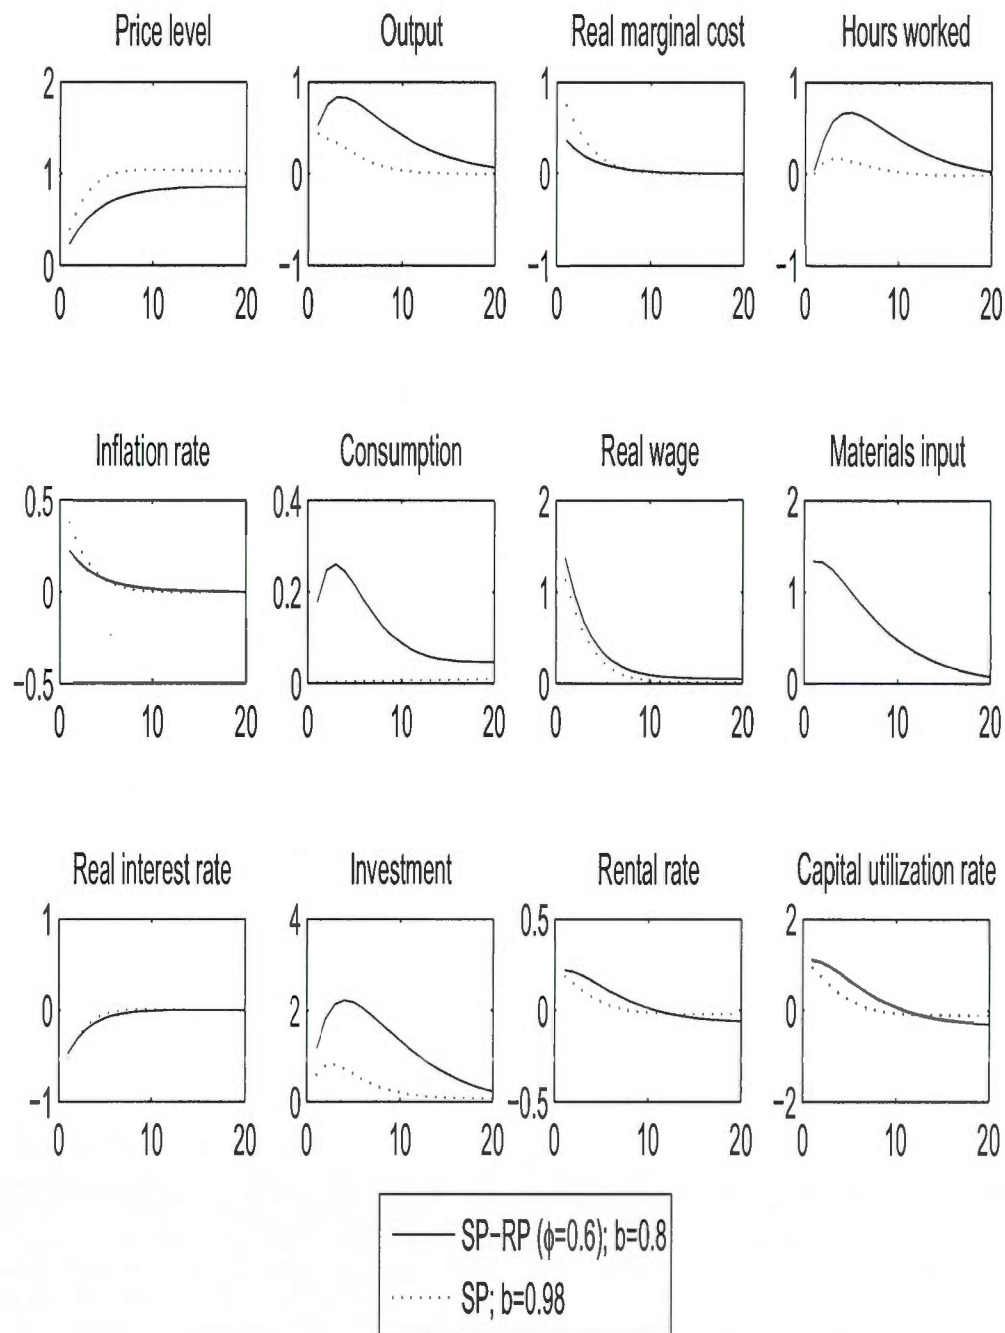 Price level
Output
Real marginal cost
Hours worked
2
1
0
0 10 20
1
0
−1
0 10 20
1
0
−1
0 10 20
1
0
−1
0 10 20
Inflation rate
Consumption
Real wage
Materials input
0.5
0
−0.5
0 10 20
0.4
0.2
0
0 10 20
2
1
0
0 10 20
2
1
0
0 10 20
Real interest rate
Investment
Rental rate
Capital utilization rate
1
0
−1
0 10 20
4
2
0
0 10 20
0.5
0
−0.5
0 10 20
2
0
−2
0 10 20
SP−RP (ϕ=0.6); b=0.8
SP; b=0.98